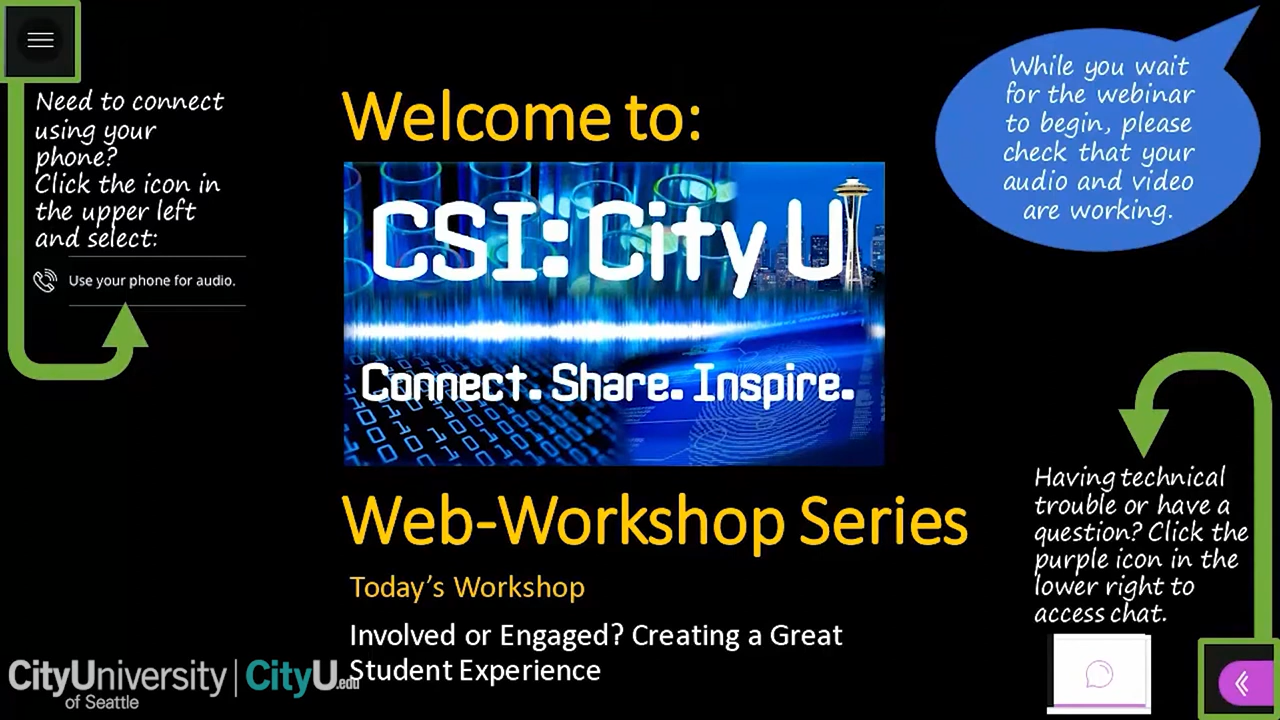 Need to connect
using your
phone?
Click the icon in
the upper left
and select:
Use your phone for audio.
Welcome to:
CSI: City U
Connect. Share. Inspire.
Web-Workshop Series
Today's Workshop
Involved or Engaged? Creating a Great
Student Experience
While you wait
for the webinar
to begin, please
check that your
audio and video
are working.
Having technical
trouble or have a
question? Click the
purple icon in the
lower right to
access chat.
CityUniversity | CityU.edu
of Seattle